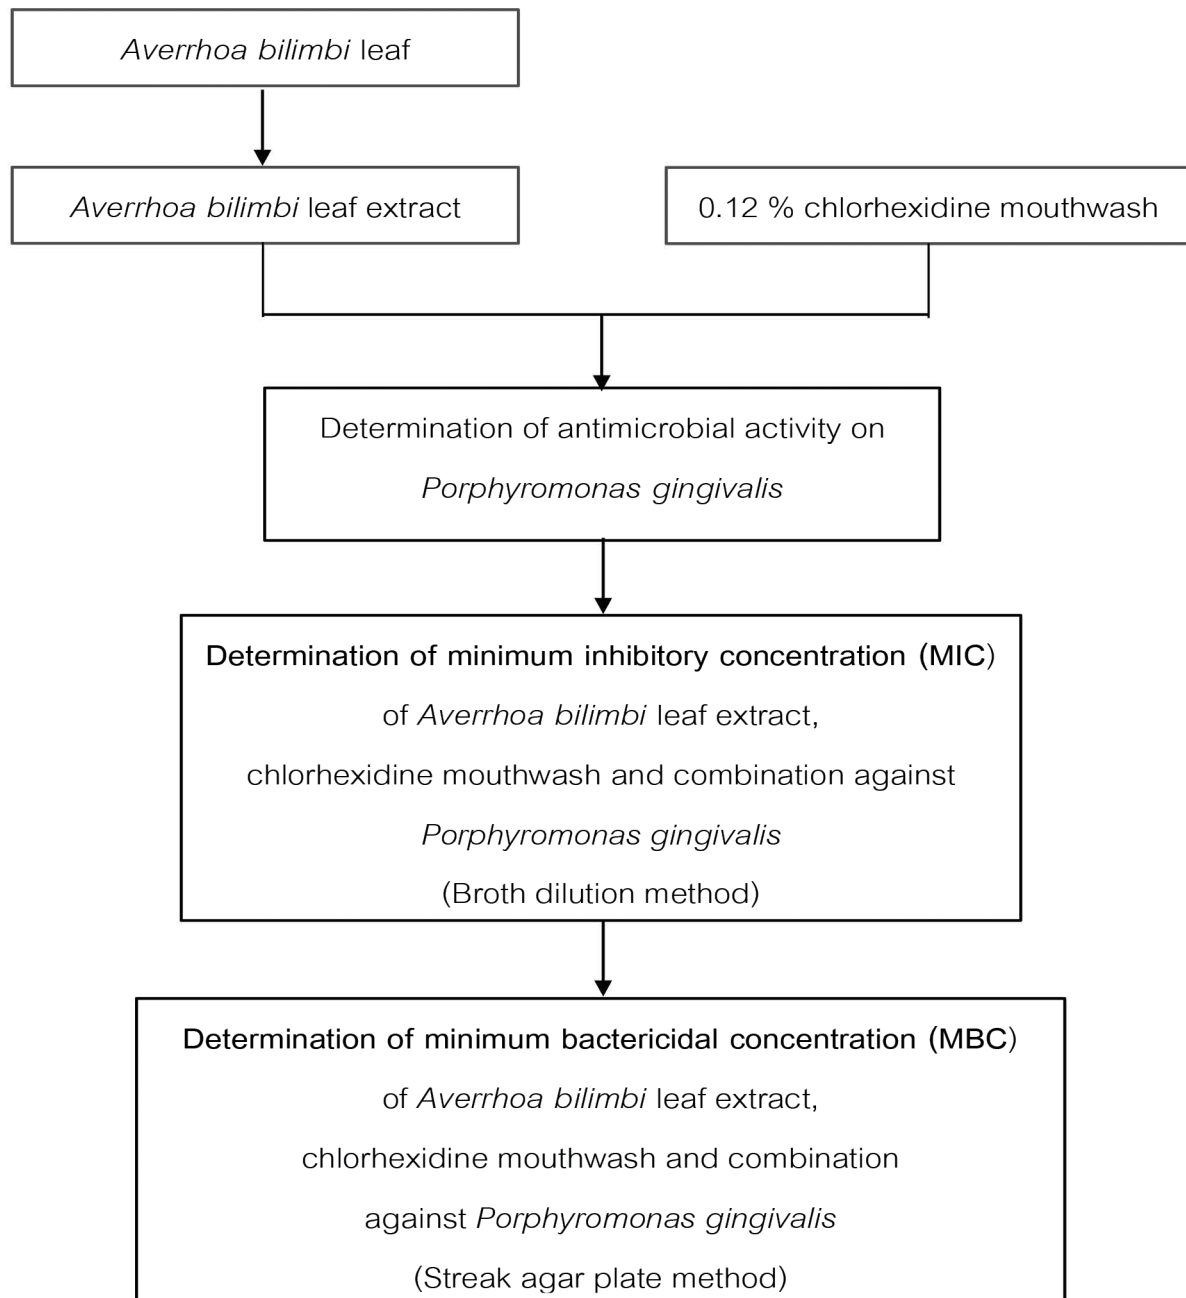 Averrhoa bilimbi leaf
Averrhoa bilimbi leaf extract
0.12 % chlorhexidine mouthwash
Determination of antimicrobial activity on
Porphyromonas gingivalis
Determination of minimum inhibitory concentration (MIC)
of Averrhoa bilimbi leaf extract,
chlorhexidine mouthwash and combination against
Porphyromonas gingivalis
(Broth dilution method)
Determination of minimum bactericidal concentration (MBC)
of Averrhoa bilimbi leaf extract,
chlorhexidine mouthwash and combination
against Porphyromonas gingivalis
(Streak agar plate method)